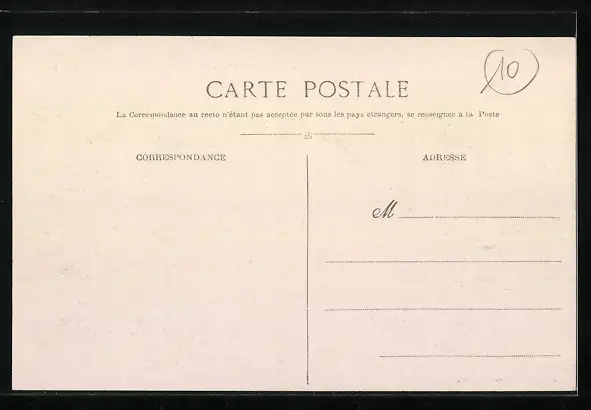 10
CARTE POSTALE
La Correspondance au recto n'étant pas acceptée par tous les pays étrangers, se renseigner à la Poste
CORRESPONDANCE
ADRESSE
M